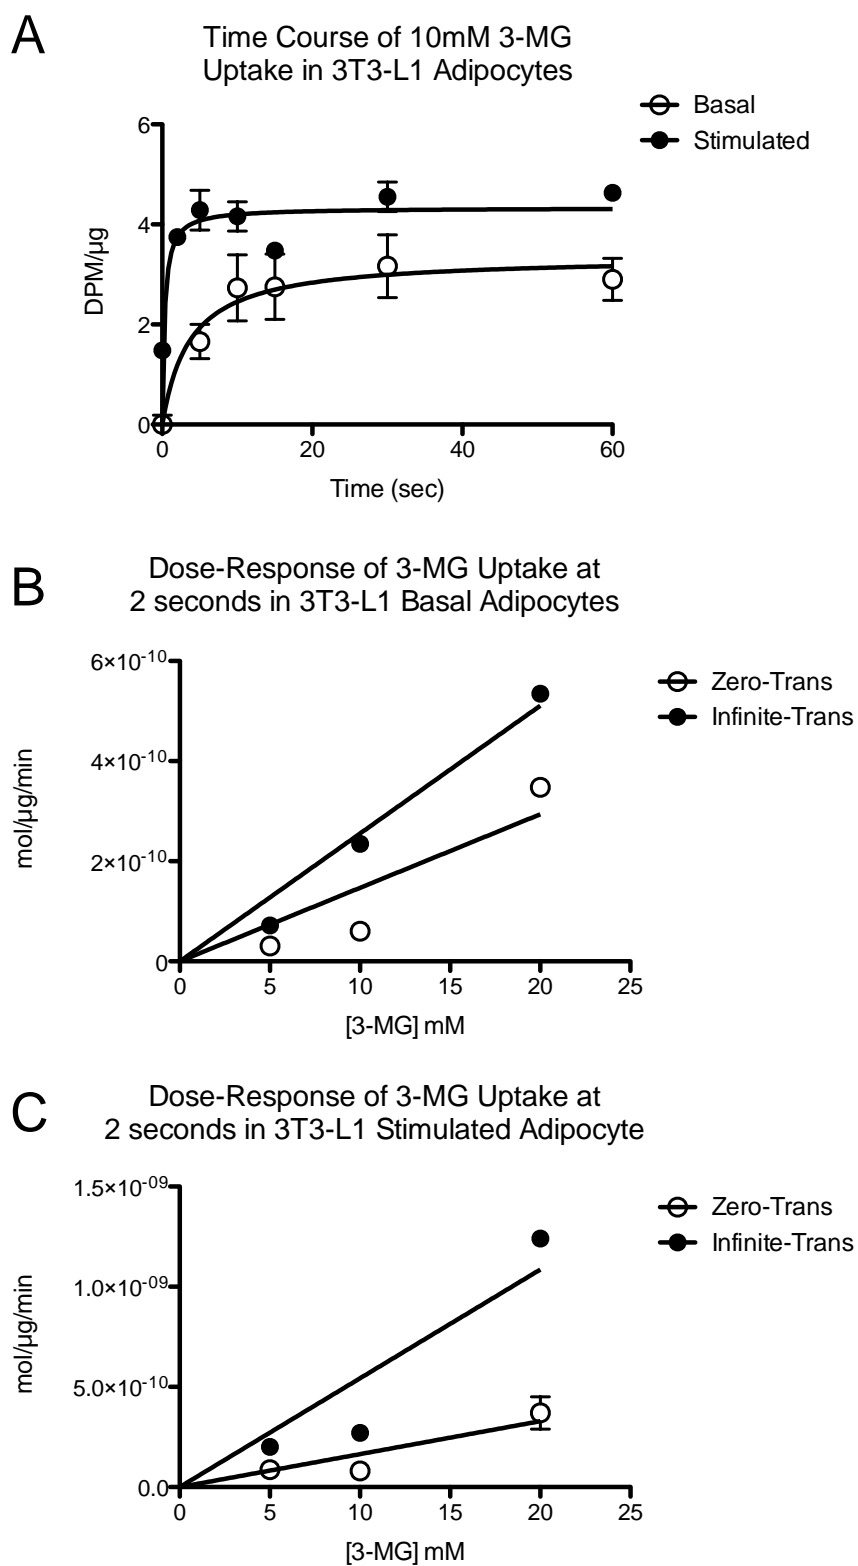 A
Time Course of 10mM 3-MG
Uptake in 3T3-L1 Adipocytes
Basal
Stimulated
6
4
2
0
DPM/µg
0 20 40 60
Time (sec)
B
Dose-Response of 3-MG Uptake at
2 seconds in 3T3-L1 Basal Adipocytes
Zero-Trans
Infinite-Trans
6×10⁻¹⁰
4×10⁻¹⁰
2×10⁻¹⁰
0
mol/µg/min
0 5 10 15 20 25
[3-MG] mM
C
Dose-Response of 3-MG Uptake at
2 seconds in 3T3-L1 Stimulated Adipocyte
Zero-Trans
Infinite-Trans
1.5×10⁻⁰⁹
1.0×10⁻⁰⁹
5.0×10⁻¹⁰
0.0
mol/µg/min
0 5 10 15 20 25
[3-MG] mM